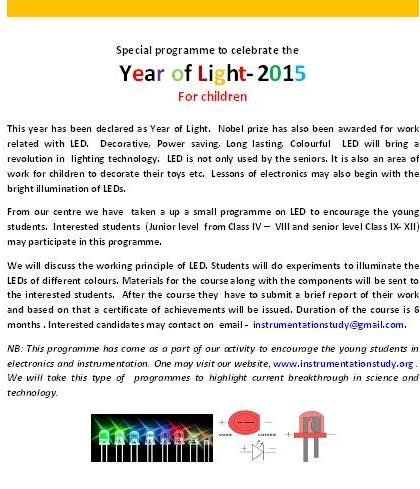 Special programme to celebrate the
Year of Light- 2015
For children
This year has been declared as Year of Light. Nobel prize has also been awarded for work
related with LED. Decorative, Power saving, Long lasting, Colourful LED will bring a
revolution in lighting technology. LED is not only used by the seniors. It is also an area of
work for children to decorate their toys etc. Lessons of electronics may also begin with the
bright illumination of LEDs.
From our centre we have taken a up a small programme on LED to encourage the young
students. Interested students (Junior level from Class IV – VIII and senior level Class IX- XII)
may participate in this programme.
We will discuss the working principle of LED. Students will do experiments to illuminate the
LEDs of different colours. Materials for the course along with the components will be sent to
the interested students. After the course they have to submit a brief report of their work
and based on that a certificate of achievements will be issued. Duration of the course is 6
months . Interested candidates may contact on email - instrumentationstudy@gmail.com.
NB: This programme has come as a part of our activity to encourage the young students in
electronics and instrumentation. One may visit our website, www.instrumentationstudy.org .
We will take this type of programmes to highlight current breakthrough in science and
technology.
ANODE CATHODE